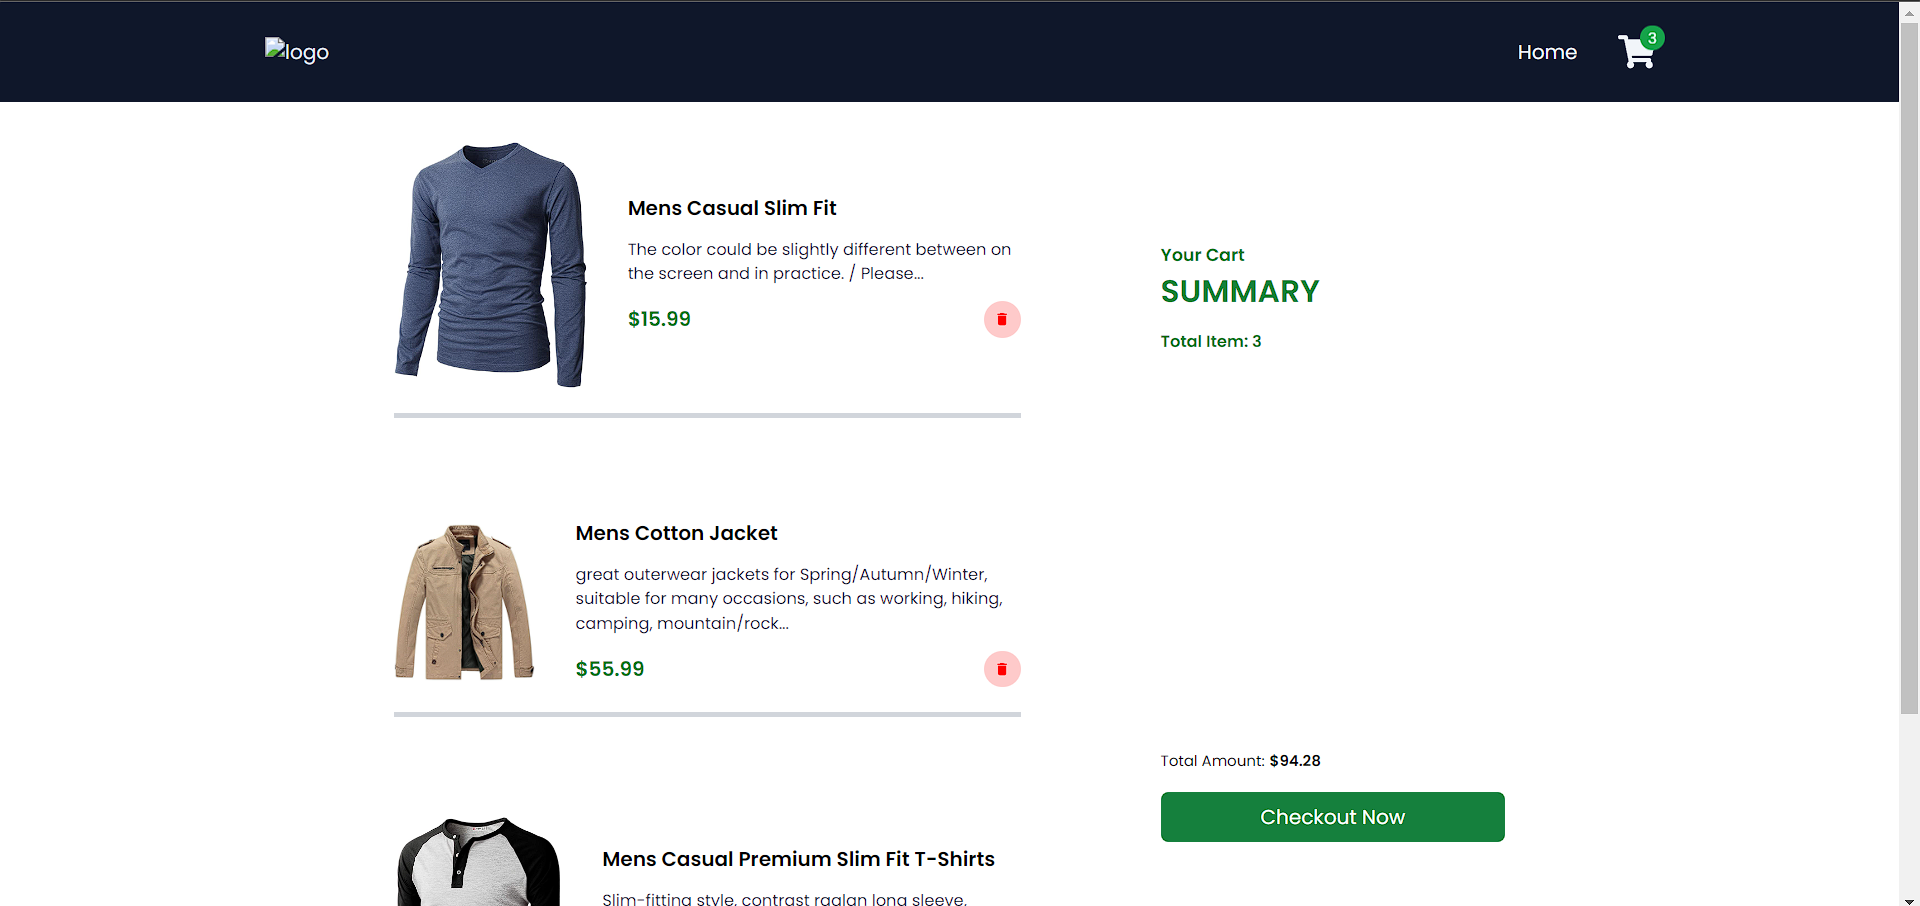 logo
Home
3
Mens Casual Slim Fit
The color could be slightly different between on
the screen and in practice. / Please...
$15.99
Mens Cotton Jacket
great outerwear jackets for Spring/Autumn/Winter,
suitable for many occasions, such as working, hiking,
camping, mountain/rock...
$55.99
Mens Casual Premium Slim Fit T-Shirts
Slim-fitting style, contrast raglan long sleeve,
Your Cart
SUMMARY
Total Item: 3
Total Amount: $94.28
Checkout Now